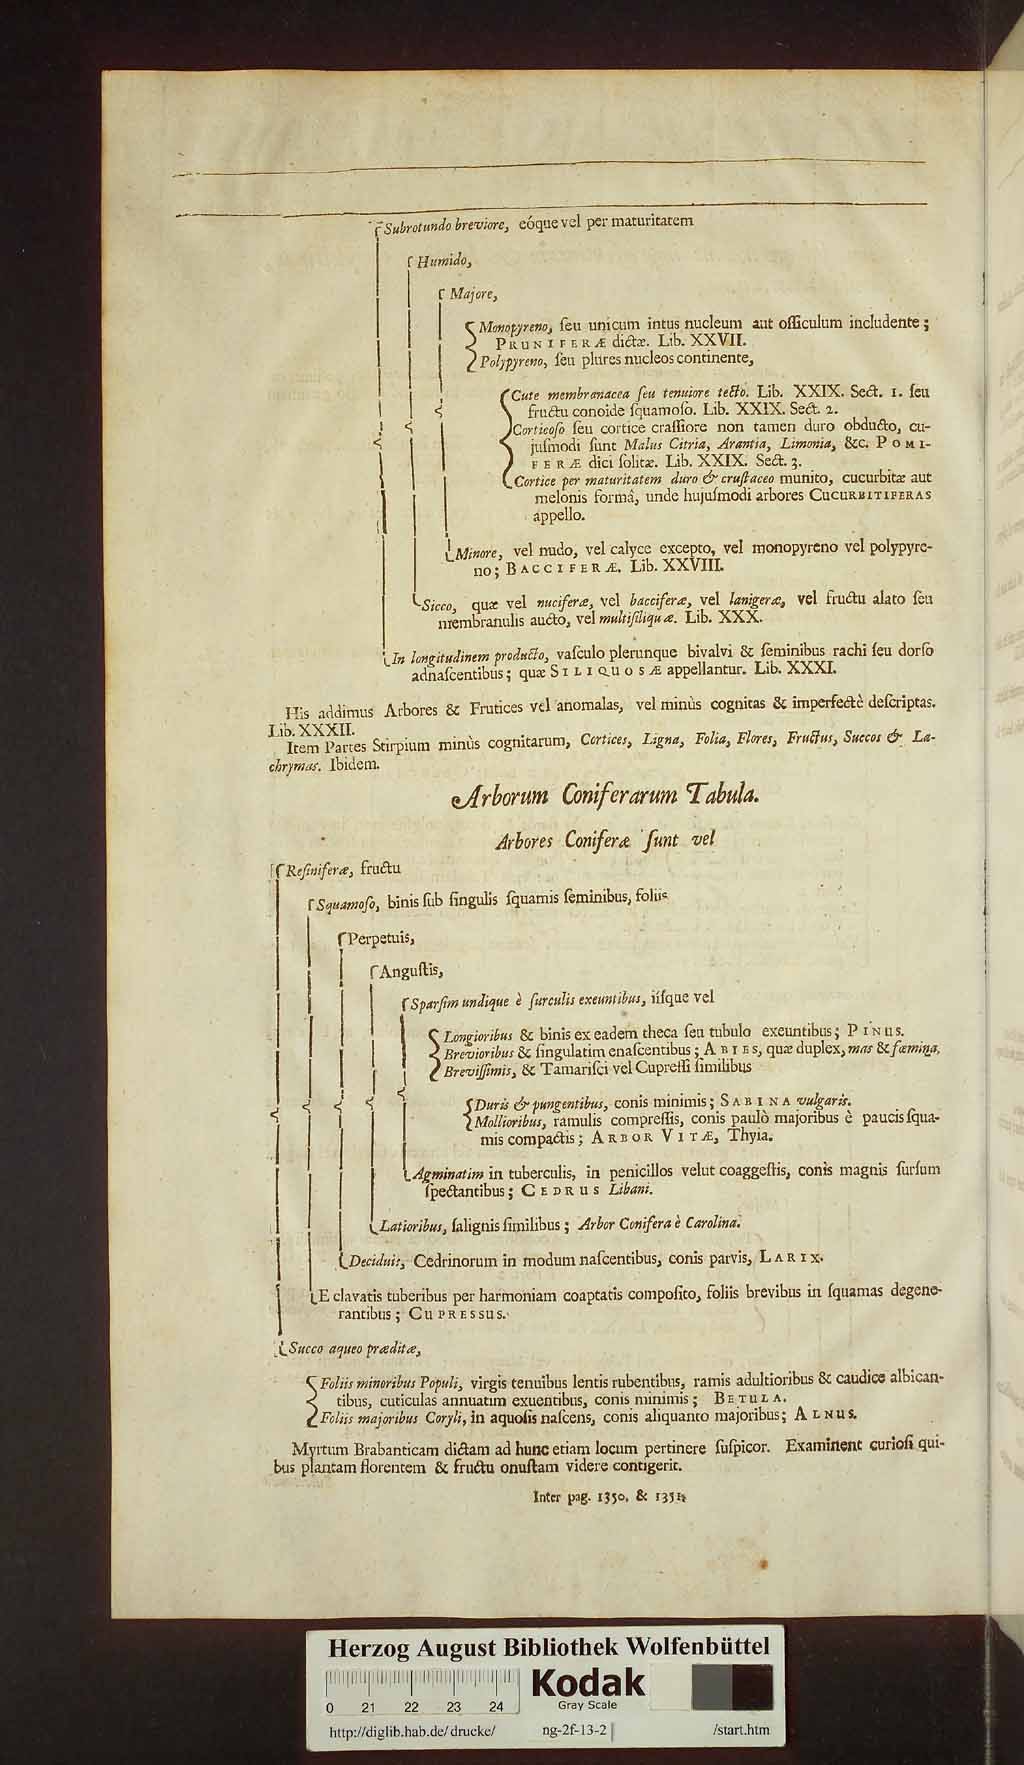 Subrotundo breviore, eóque vel per maturitatem
Humido,
Majore,
Monopyreno, ſeu unicum intus nucleum aut officulum includente;
PRUNIFERÆ dictæ. Lib. XXVII.
Polypyreno, ſeu plures nucleos continente,
Cute membranacea ſeu tenuiore tecto. Lib. XXIX. Sect. 1. ſeu
fructu conoide ſquamoſo. Lib. XXIX. Sect. 2.
Corticoſo ſeu cortice craſſiore non tamen duro obducto, cu-
juſmodi ſunt Malus Citria, Arantia, Limonia, &c. POMI-
FERÆ dici ſolitæ. Lib. XXIX. Sect. 3.
Cortice per maturitatem duro & cruſtaceo munito, cucurbitæ aut
melonis formâ, unde hujuſmodi arbores CUCURBITIFERAS
appello.
Minore, vel nudo, vel calyce excepto, vel monopyreno vel polypyre-
no; BACCIFERÆ. Lib. XXVIII.
Sicco, quæ vel nuciferæ, vel bacciferæ, vel lanigeræ, vel fructu alato ſeu
membranulis aucto, vel multiſiliquæ. Lib. XXX.
In longitudinem producto, vaſculo plerunque bivalvi & ſeminibus rachi ſeu dorſo
adnaſcentibus; quæ SILIQUOSÆ appellantur. Lib. XXXI.
His addimus Arbores & Frutices vel anomalas, vel minùs cognitas & imperfectè deſcriptas.
Lib. XXXII.
Item Partes Stirpium minùs cognitarum, Cortices, Ligna, Folia, Flores, Fructus, Succos & La-
chrymas. Ibidem.
Arborum Coniferarum Tabula.
Arbores Coniferæ ſunt vel
Reſiniferæ, fructu
Squamoſo, binis ſub ſingulis ſquamis ſeminibus, foliis
Perpetuis,
Anguſtis,
Sparſim undique è ſurculis exeuntibus, iiſque vel
Longioribus & binis ex eadem theca ſeu tubulo exeuntibus; PINUS.
Brevioribus & ſingulatim enaſcentibus; ABIES, quæ duplex, mas & fœmina.
Breviſſimis, & Tamariſci vel Cupreſſi ſimilibus
Duris & pungentibus, conis minimis; SABINA vulgaris.
Mollioribus, ramulis compreſſis, conis paulò majoribus è paucis ſqua-
mis compactis; ARBOR VITÆ, Thyia.
Agminatim in tuberculis, in penicillos velut coaggeſtis, conis magnis ſurſum
ſpectantibus; CEDRUS Libani.
Latioribus, ſalignis ſimilibus; Arbor Conifera è Carolina.
Deciduis, Cedrinorum in modum naſcentibus, conis parvis, LARIX.
E clavatis tuberibus per harmoniam coaptatis compoſito, foliis brevibus in ſquamas degene-
rantibus; CUPRESSUS.
Succo aqueo præditæ,
Foliis minoribus Populi, virgis tenuibus lentis rubentibus, ramis adultioribus & caudice albican-
tibus, cuticulas annuatim exuentibus, conis minimis; BETULA.
Foliis majoribus Coryli, in aquoſis naſcens, conis aliquanto majoribus; ALNUS.
Myrtum Brabanticam dictam ad hunc etiam locum pertinere ſuſpicor. Examinent curioſi qui-
bus plantam florentem & fructu onuſtam videre contigerit.
Inter pag. 1350. & 1351.
Herzog August Bibliothek Wolfenbüttel
Kodak
Gray Scale
0 21 22 23 24
http://diglib.hab.de/drucke/ ng-2f-13-2 /start.htm